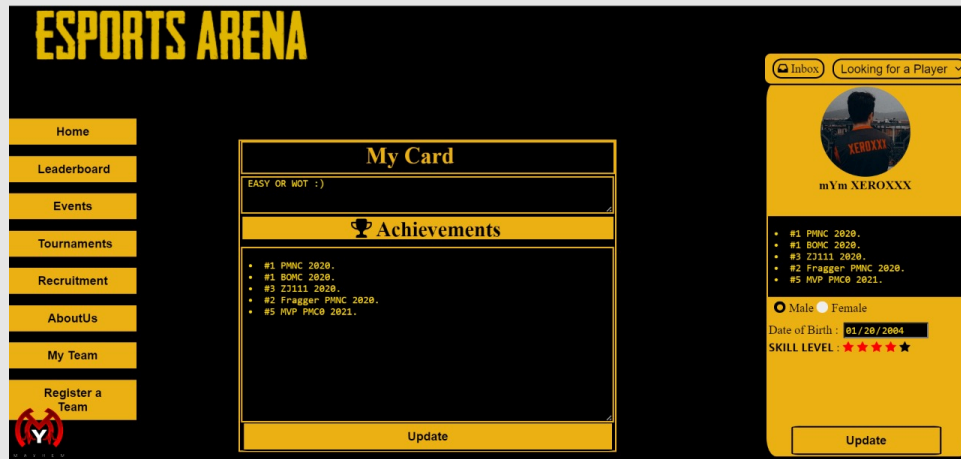 ESPORTS ARENA
Inbox
Looking for a Player
XEROXXX
mYm XEROXXX
Home
Leaderboard
Events
Tournaments
Recruitment
AboutUs
My Team
Register a
Team
My Card
EASY OR WOT :)
Achievements
• #1 PMNC 2020.
• #1 BOMC 2020.
• #3 ZJ111 2020.
• #2 Fragger PMNC 2020.
• #5 MVP PMC0 2021.
Update
• #1 PMNC 2020.
• #1 BOMC 2020.
• #3 ZJ111 2020.
• #2 Fragger PMNC 2020.
• #5 MVP PMC0 2021.
Male Female
Date of Birth : 01/20/2004
SKILL LEVEL :
Update